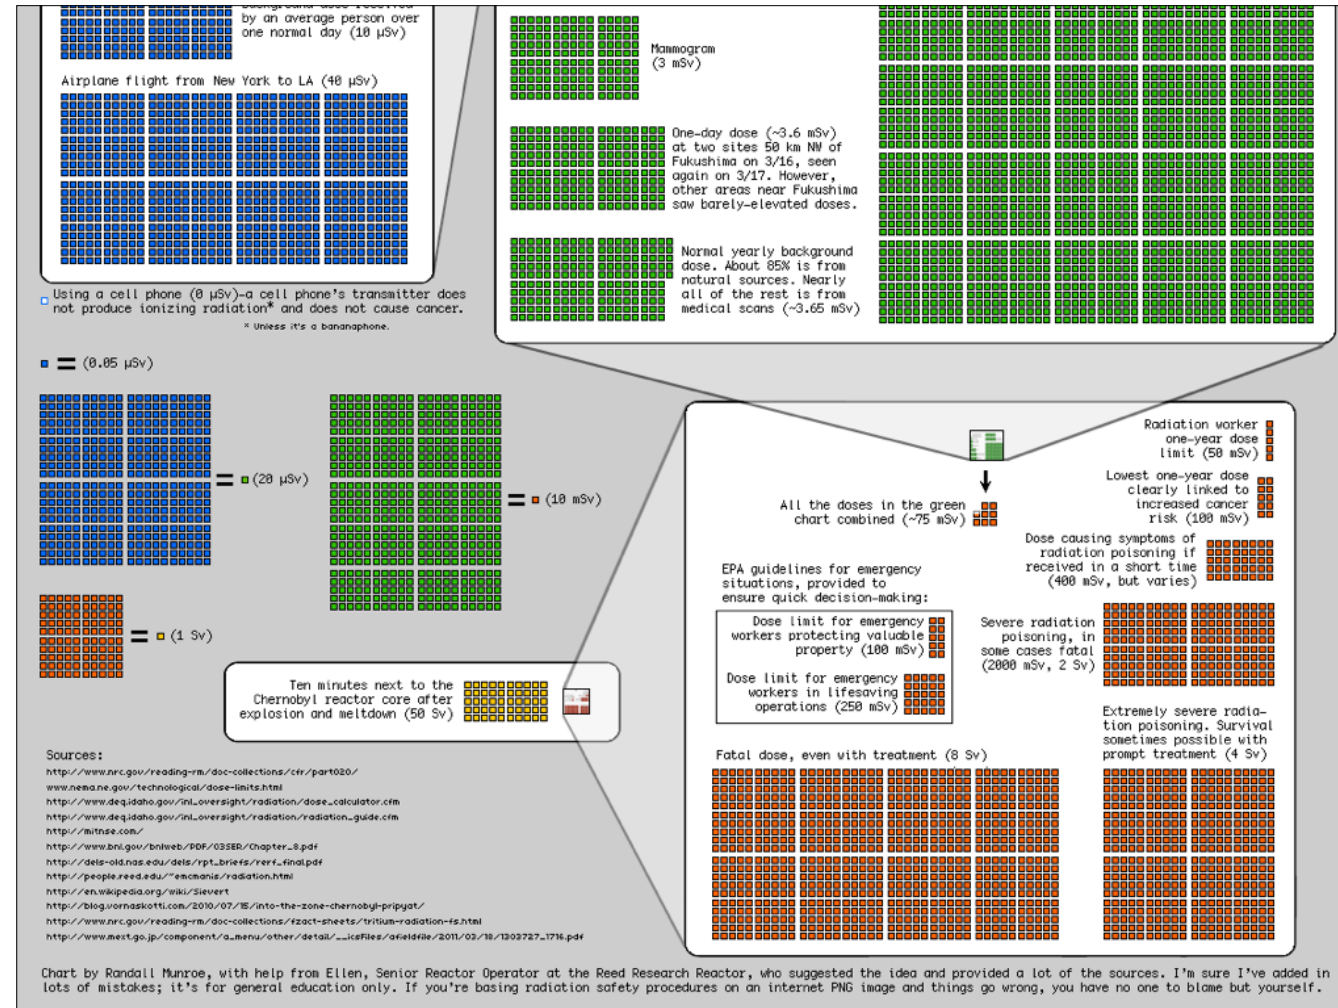 by an average person over
one normal day (10 µSv)
Airplane flight from New York to LA (40 µSv)
Using a cell phone (0 µSv)-a cell phone's transmitter does
not produce ionizing radiation* and does not cause cancer.
* Unless it's a bananaphone.
Mammogram
(3 mSv)
One-day dose (~3.6 mSv)
at two sites 50 km NW of
Fukushima on 3/16, seen
again on 3/17. However,
other areas near Fukushima
saw barely-elevated doses.
Normal yearly background
dose. About 85% is from
natural sources. Nearly
all of the rest is from
medical scans (~3.65 mSv)
= (0.05 µSv)
= (20 µSv)
= (10 mSv)
= (1 Sv)
Radiation worker
one-year dose
limit (50 mSv)
All the doses in the green
chart combined (~75 mSv)
Lowest one-year dose
clearly linked to
increased cancer
risk (100 mSv)
Dose causing symptoms of
radiation poisoning if
received in a short time
(400 mSv, but varies)
EPA guidelines for emergency
situations, provided to
ensure quick decision-making:
Dose limit for emergency
workers protecting valuable
property (100 mSv)
Dose limit for emergency
workers in lifesaving
operations (250 mSv)
Severe radiation
poisoning, in
some cases fatal
(2000 mSv, 2 Sv)
Extremely severe radia-
tion poisoning. Survival
sometimes possible with
prompt treatment (4 Sv)
Fatal dose, even with treatment (8 Sv)
Ten minutes next to the
Chernobyl reactor core after
explosion and meltdown (50 Sv)
Sources:
http://www.nrc.gov/reading-rm/doc-collections/cfr/part020/
www.nema.ne.gov/technological/dose-limits.html
http://www.deq.idaho.gov/inl_oversight/radiation/dose_calculator.cfm
http://www.deq.idaho.gov/inl_oversight/radiation/radiation_guide.cfm
http://mitnse.com/
http://www.bnl.gov/bnlweb/PDF/03SER/Chapter_8.pdf
http://dels-old.nas.edu/dels/rpt_briefs/rerf_final.pdf
http://people.reed.edu/~emcmanis/radiation.html
http://en.wikipedia.org/wiki/Sievert
http://blog.vornaskotti.com/2010/07/15/into-the-zone-chernobyl-pripyat/
http://www.nrc.gov/reading-rm/doc-collections/fact-sheets/tritium-radiation-fs.html
http://www.mext.go.jp/component/a_menu/other/detail/__icsFiles/afieldfile/2011/03/18/1303727_1716.pdf
Chart by Randall Munroe, with help from Ellen, Senior Reactor Operator at the Reed Research Reactor, who suggested the idea and provided a lot of the sources. I'm sure I've added in
lots of mistakes; it's for general education only. If you're basing radiation safety procedures on an internet PNG image and things go wrong, you have no one to blame but yourself.